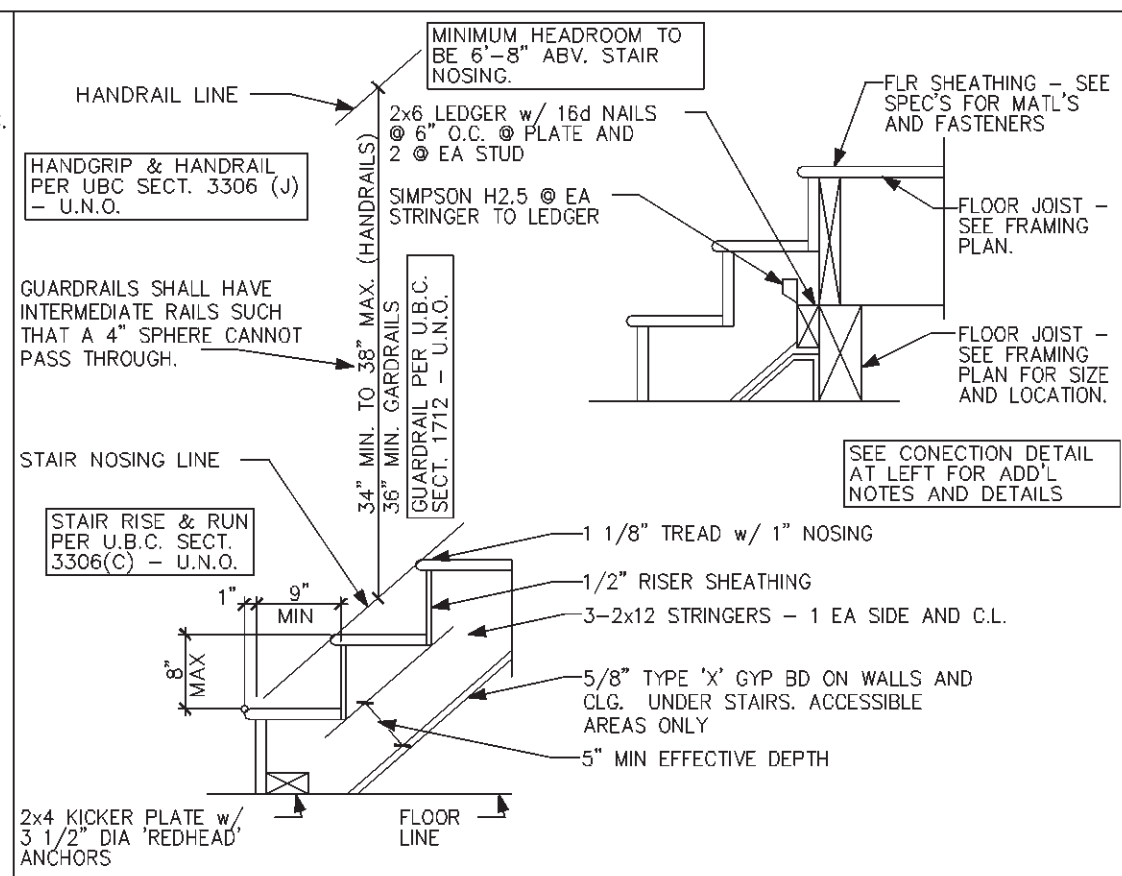 MINIMUM HEADROOM TO
BE 6'-8" ABV. STAIR
NOSING.
HANDRAIL LINE
HANDGRIP & HANDRAIL
PER UBC SECT. 3306 (J)
- U.N.O.
2x6 LEDGER w/ 16d NAILS
@ 6" O.C. @ PLATE AND
2 @ EA STUD
SIMPSON H2.5 @ EA
STRINGER TO LEDGER
FLR SHEATHING - SEE
SPEC'S FOR MATL'S
AND FASTENERS
FLOOR JOIST -
SEE FRAMING
PLAN.
FLOOR JOIST -
SEE FRAMING
PLAN FOR SIZE
AND LOCATION.
GUARDRAILS SHALL HAVE
INTERMEDIATE RAILS SUCH
THAT A 4" SPHERE CANNOT
PASS THROUGH.
34" MIN. TO 38" MAX. (HANDRAILS)
36" MIN. GARDRAILS
GUARDRAIL PER U.B.C.
SECT. 1712 - U.N.O.
SEE CONECTION DETAIL
AT LEFT FOR ADD'L
NOTES AND DETAILS
STAIR NOSING LINE
STAIR RISE & RUN
PER U.B.C. SECT.
3306(C) - U.N.O.
1"
9"
MIN
8"
MAX
1 1/8" TREAD w/ 1" NOSING
1/2" RISER SHEATHING
3-2x12 STRINGERS - 1 EA SIDE AND C.L.
5/8" TYPE 'X' GYP BD ON WALLS AND
CLG. UNDER STAIRS. ACCESSIBLE
AREAS ONLY
5" MIN EFFECTIVE DEPTH
2x4 KICKER PLATE w/
3 1/2" DIA 'REDHEAD'
ANCHORS
FLOOR
LINE